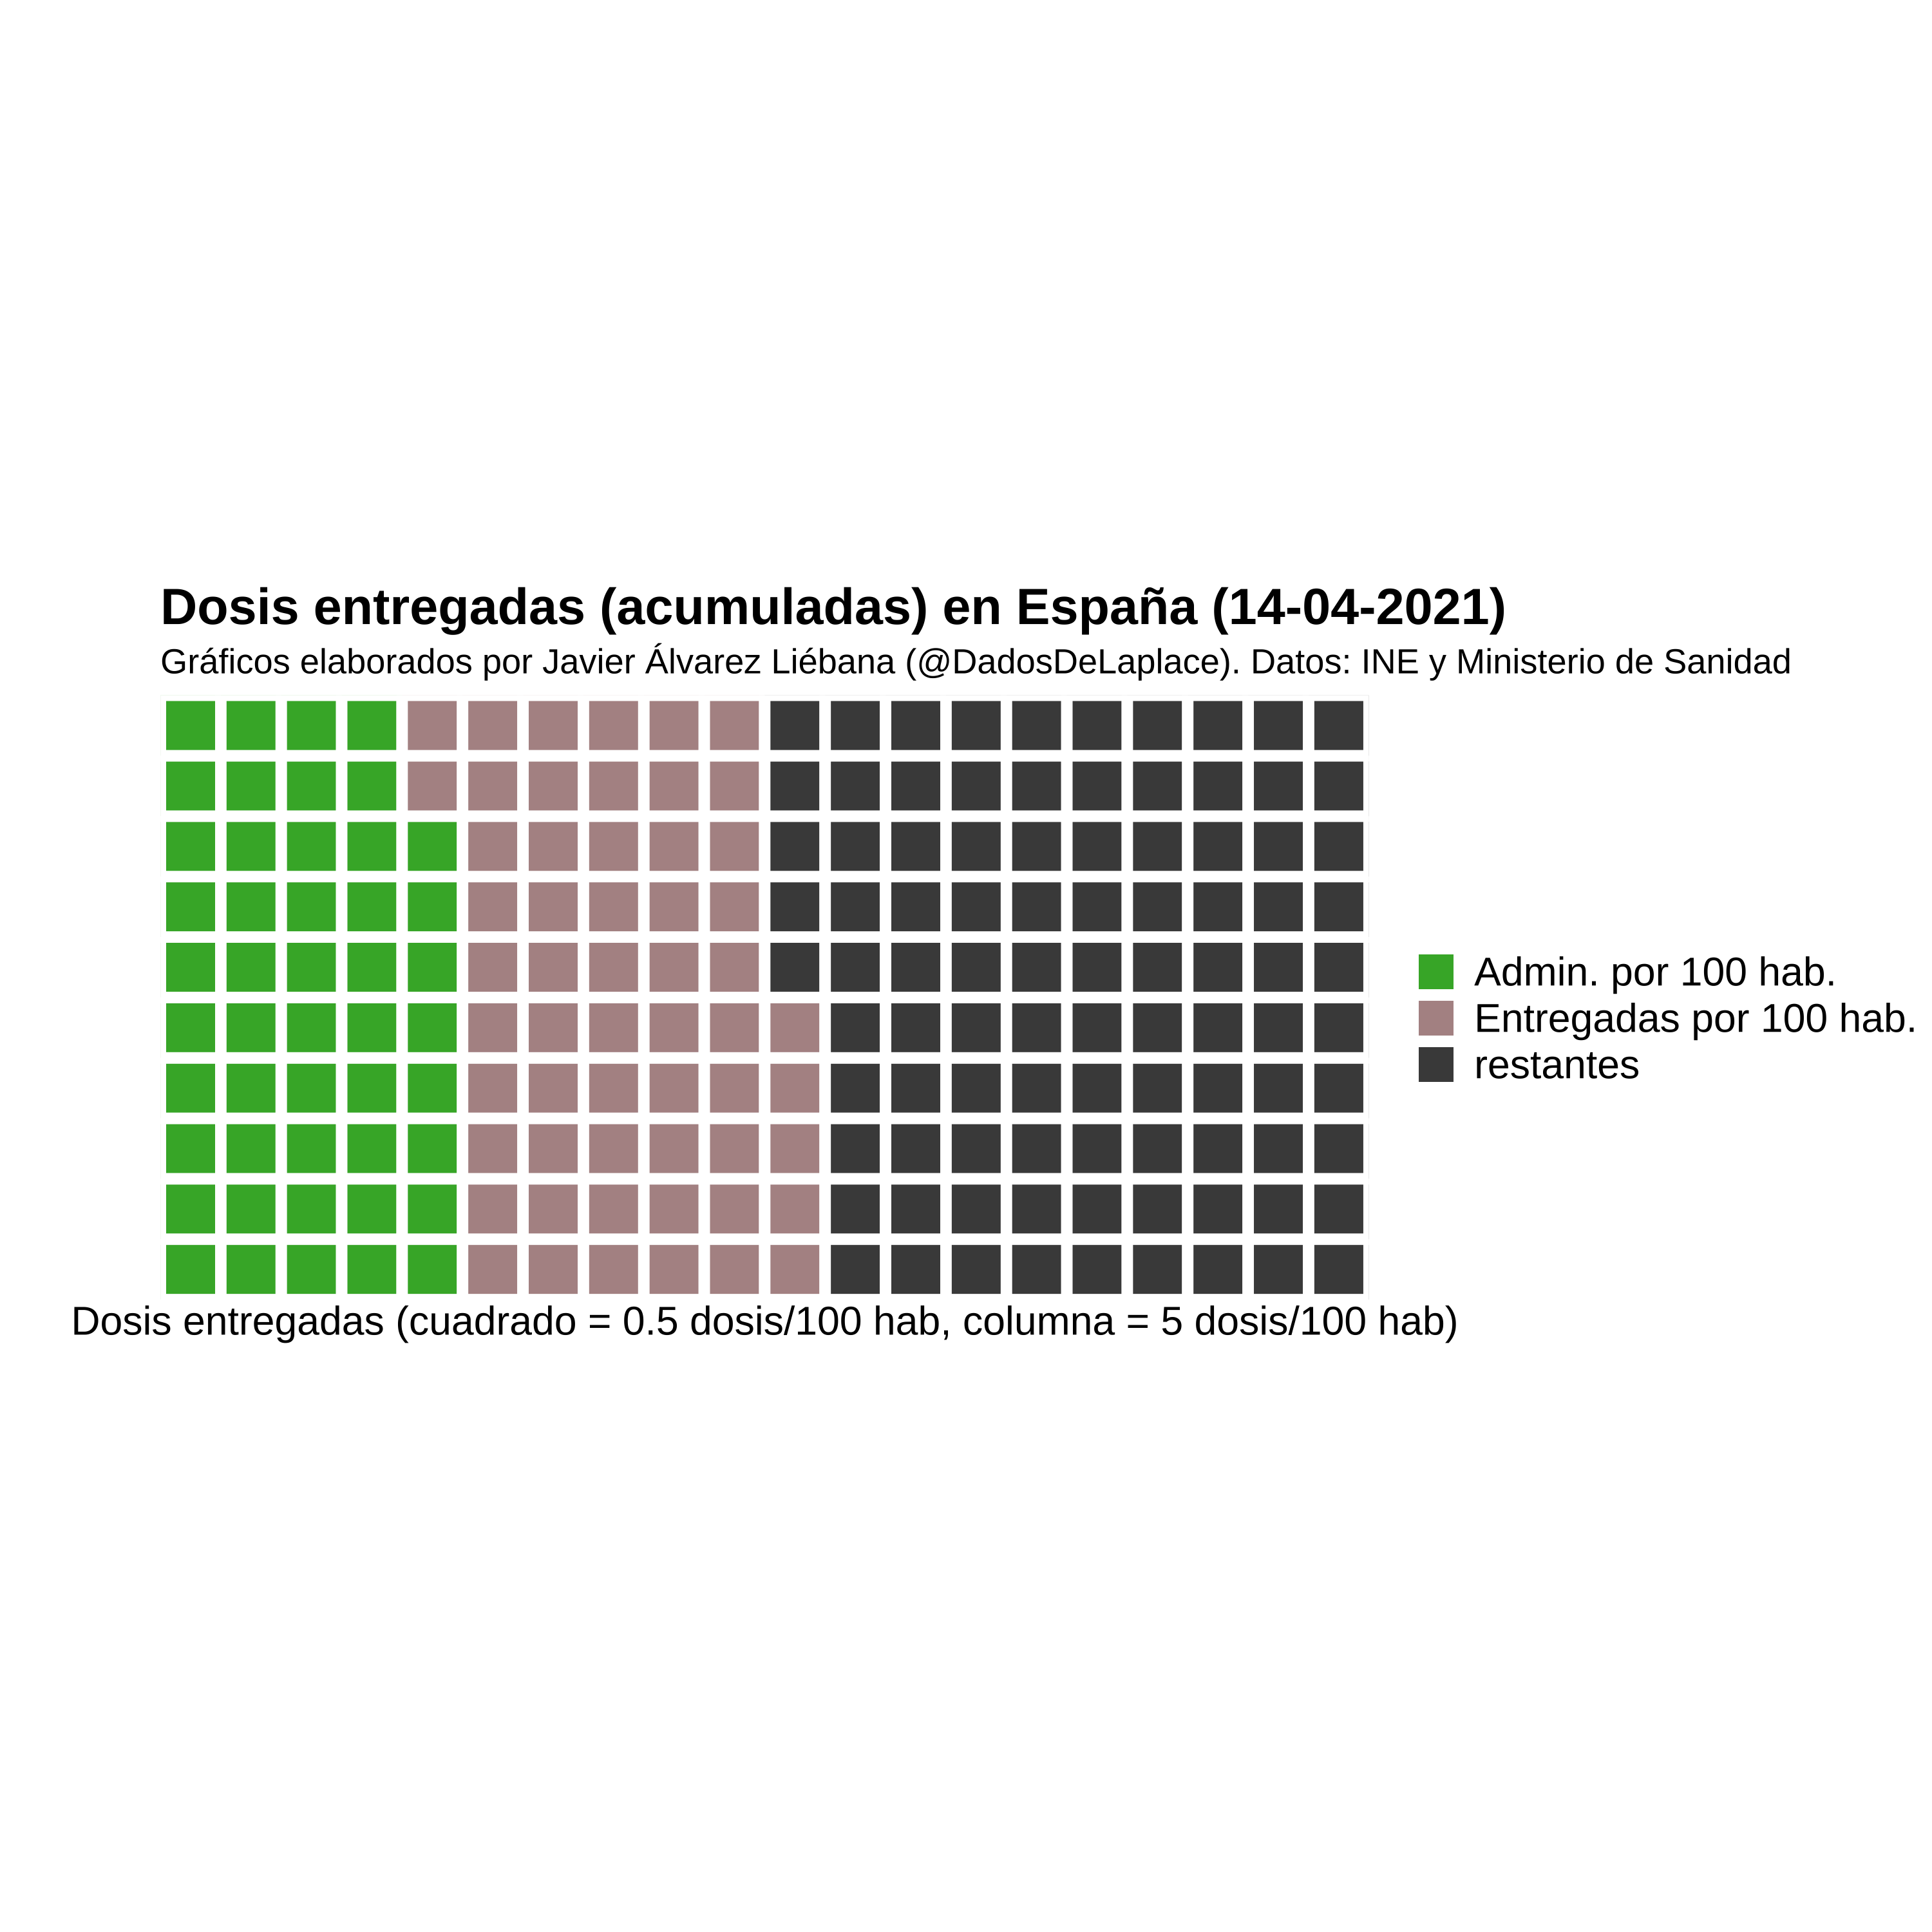 Dosis entregadas (acumuladas) en España (14-04-2021)
Gráficos elaborados por Javier Álvarez Liébana (@DadosDeLaplace). Datos: INE y Ministerio de Sanidad
Admin. por 100 hab.
Entregadas por 100 hab.
restantes
Dosis entregadas (cuadrado = 0.5 dosis/100 hab, columna = 5 dosis/100 hab)